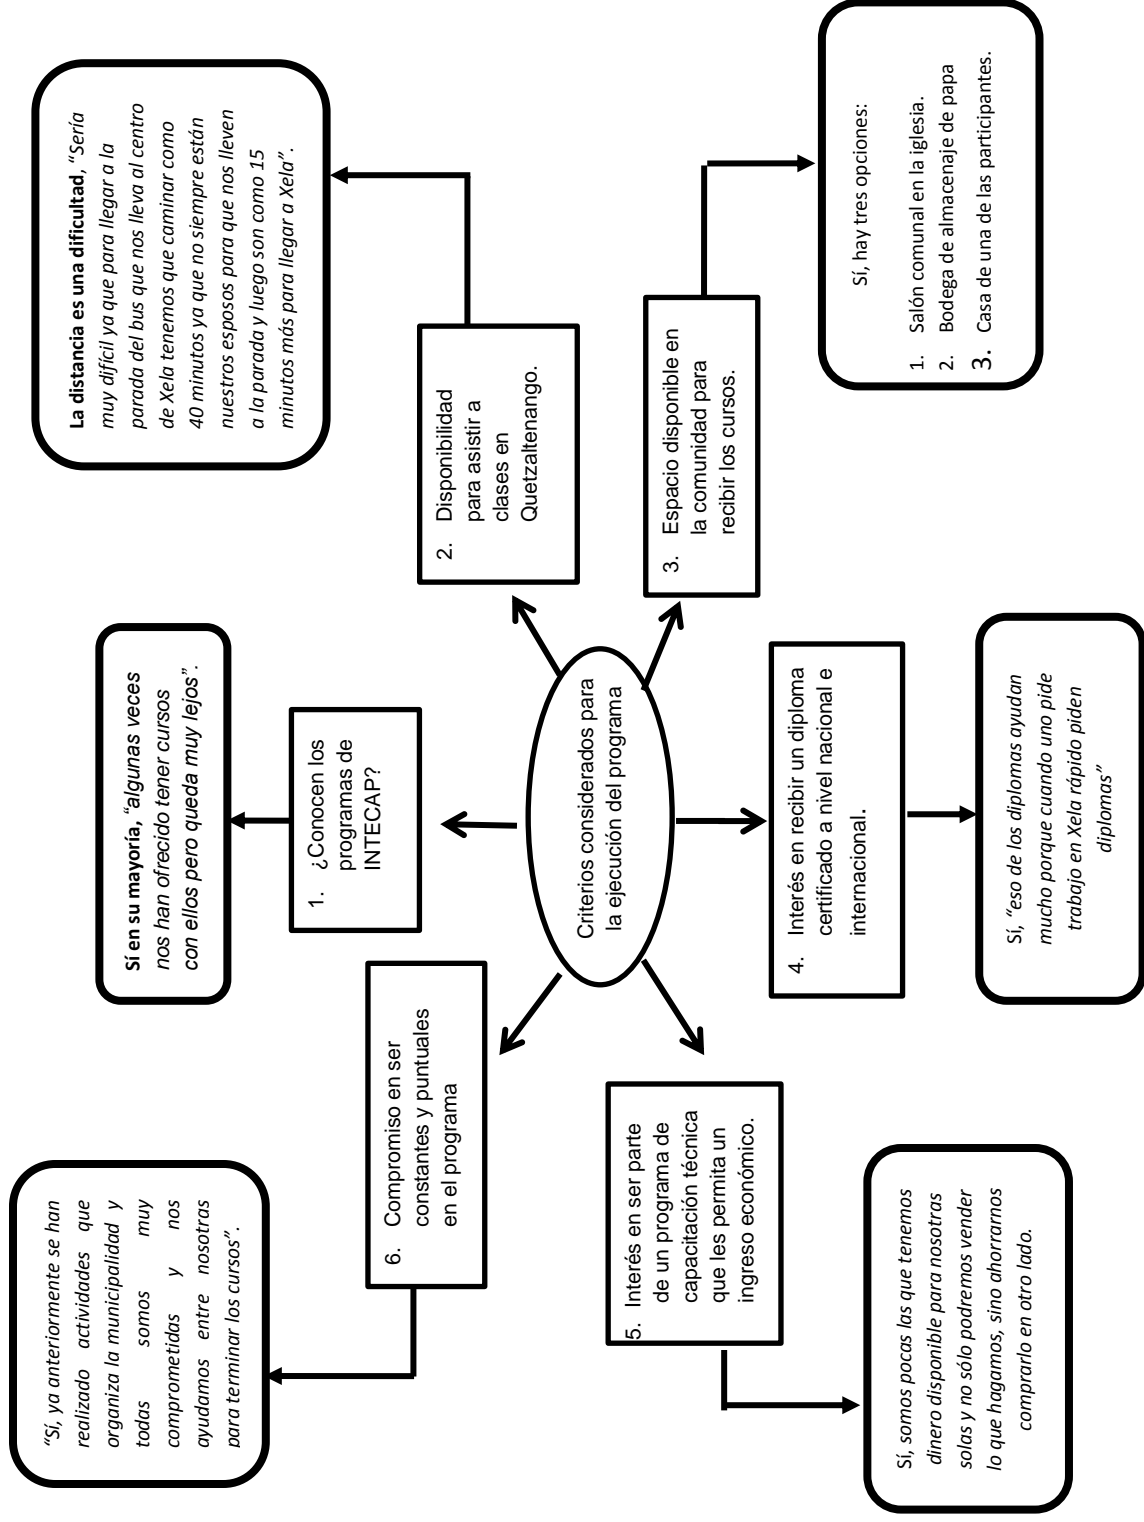 Criterios considerados para
la ejecución del programa
1. ¿Conocen los
programas de
INTECAP?
Sí en su mayoría, “algunas veces
nos han ofrecido tener cursos
con ellos pero queda muy lejos”.
2. Disponibilidad
para asistir a
clases en
Quetzaltenango.
La distancia es una dificultad, “Sería
muy difícil ya que para llegar a la
parada del bus que nos lleva al centro
de Xela tenemos que caminar como
40 minutos ya que no siempre están
nuestros esposos para que nos lleven
a la parada y luego son como 15
minutos más para llegar a Xela”.
3. Espacio disponible en
la comunidad para
recibir los cursos.
Sí, hay tres opciones:
1. Salón comunal en la iglesia.
2. Bodega de almacenaje de papa
3. Casa de una de las participantes.
4. Interés en recibir un diploma
certificado a nivel nacional e
internacional.
Sí, “eso de los diplomas ayudan
mucho porque cuando uno pide
trabajo en Xela rápido piden
diplomas”
5. Interés en ser parte
de un programa de
capacitación técnica
que les permita un
ingreso económico.
Sí, somos pocas las que tenemos
dinero disponible para nosotras
solas y no sólo podremos vender
lo que hagamos, sino ahorrarnos
comprarlo en otro lado.
6. Compromiso en ser
constantes y puntuales
en el programa
“Sí, ya anteriormente se han
realizado actividades que
organiza la municipalidad y
todas somos muy
comprometidas y nos
ayudamos entre nosotras
para terminar los cursos”.